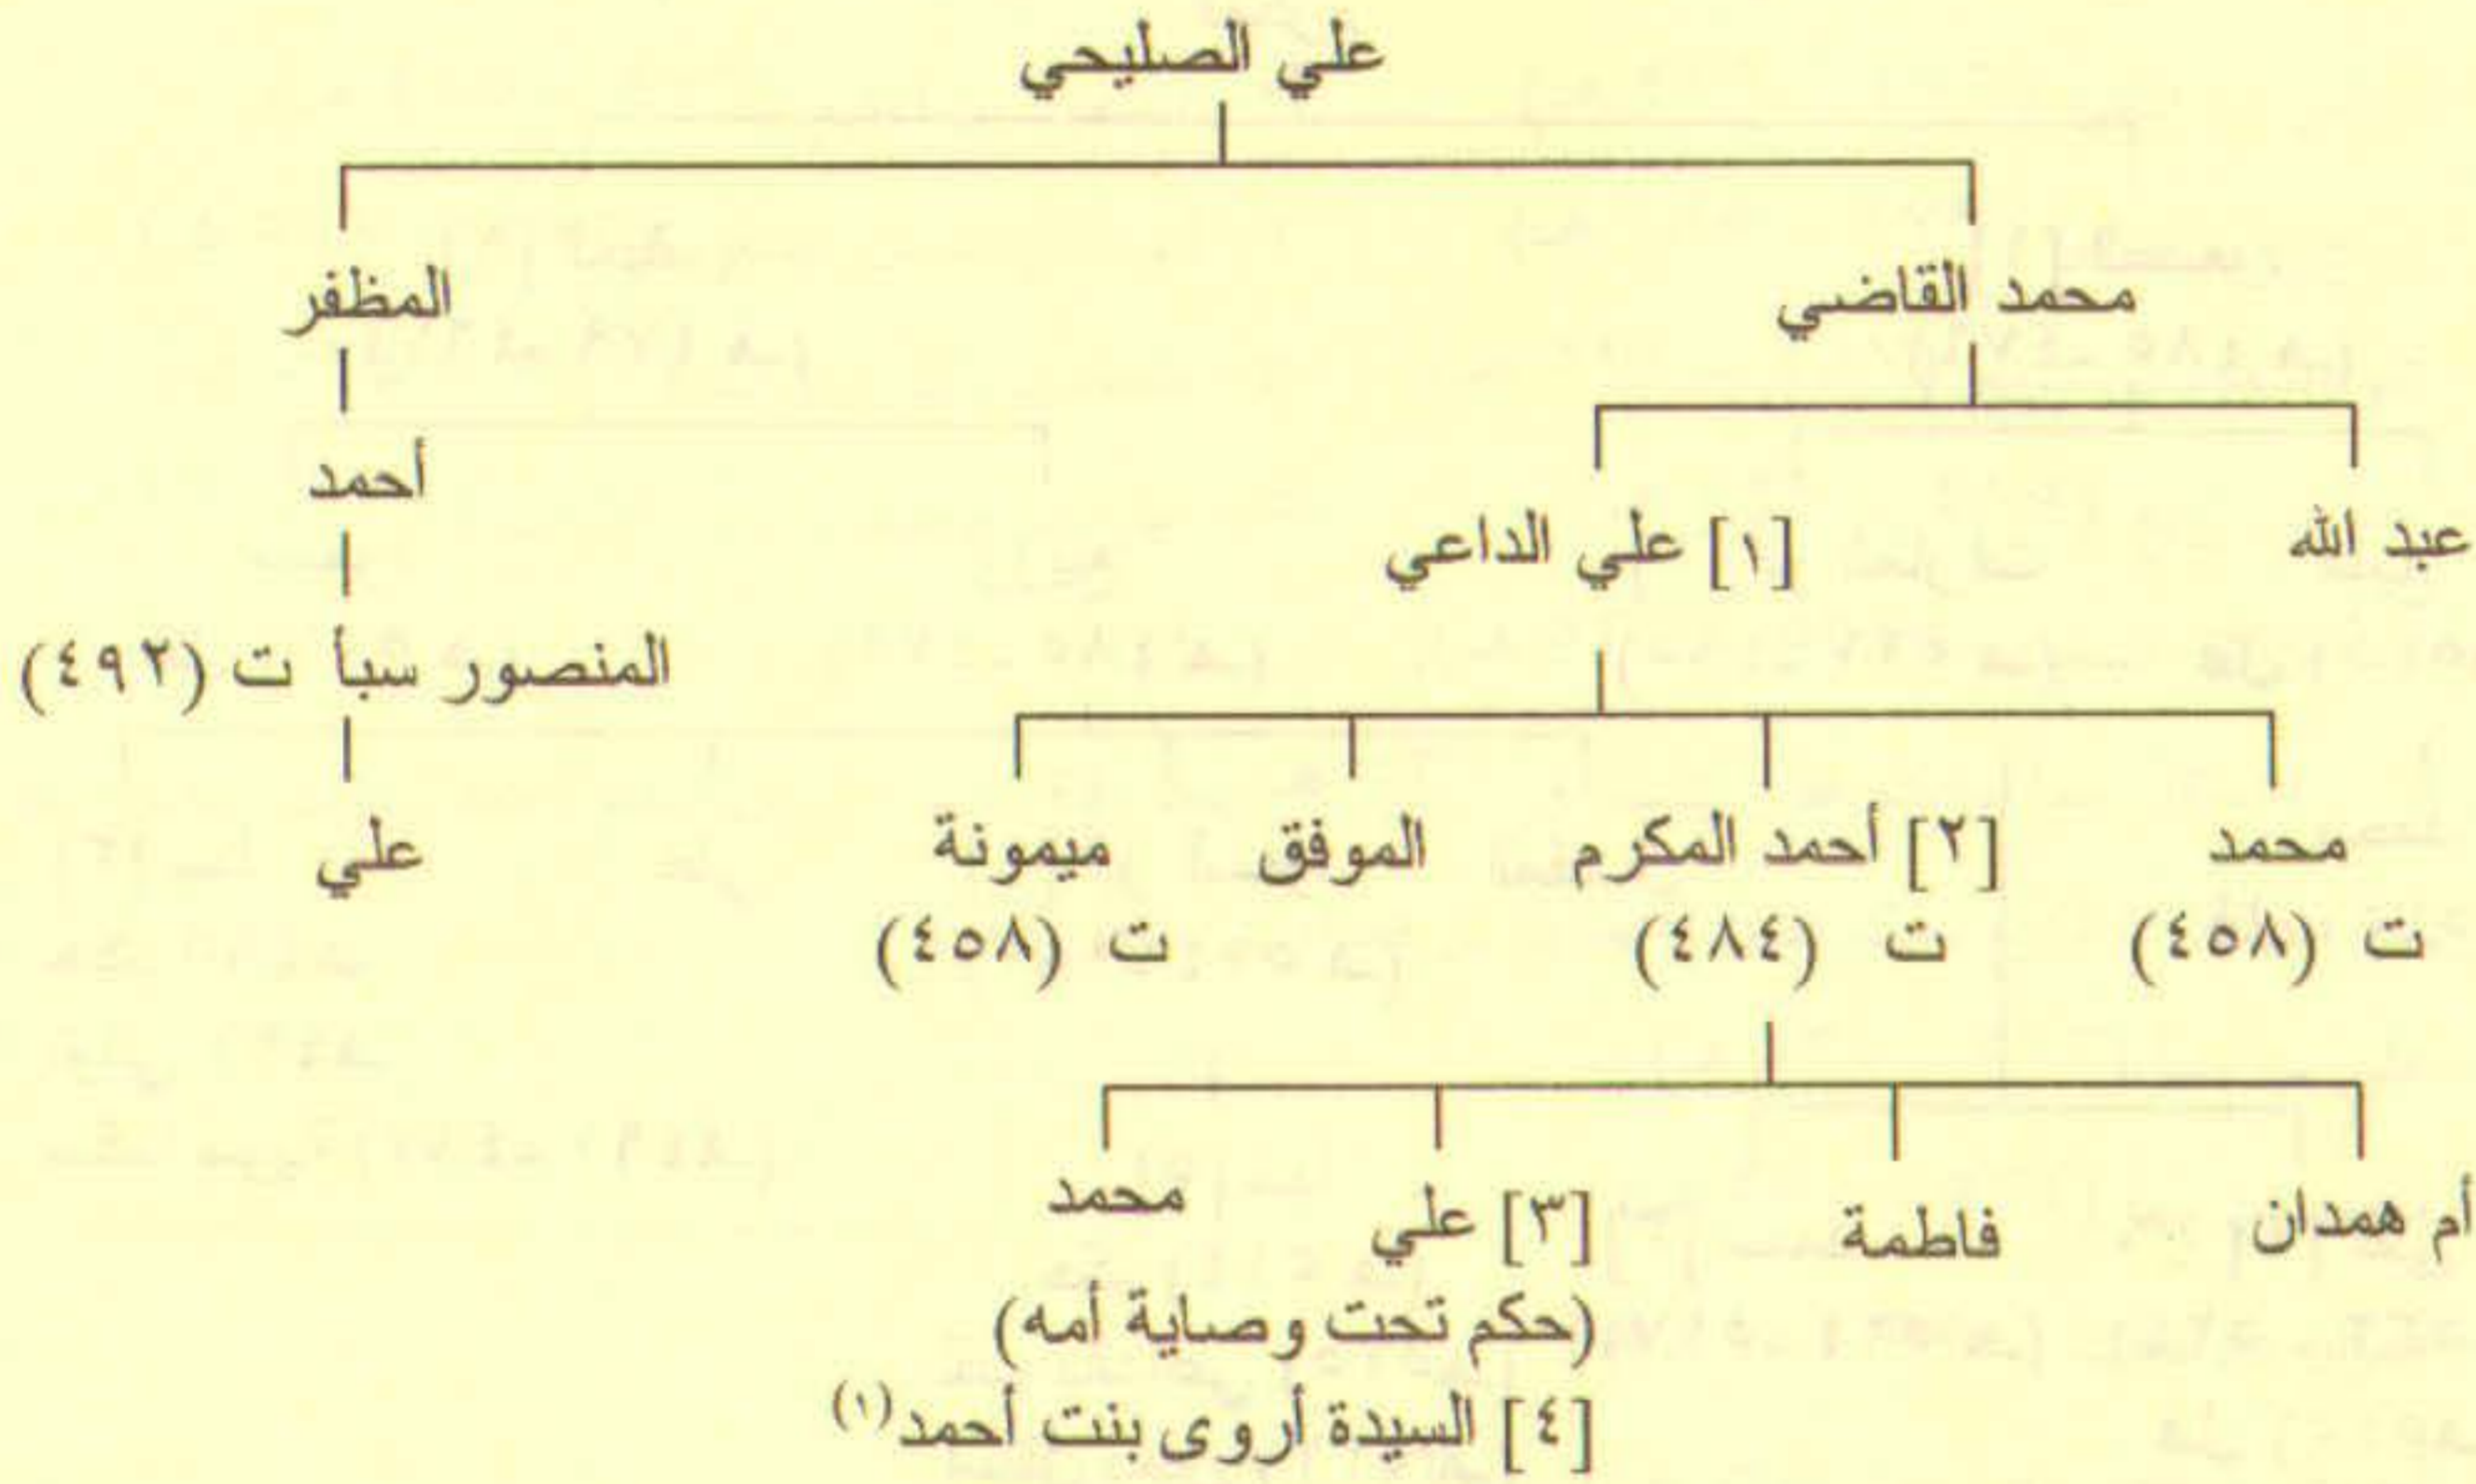 علي الصليحي
محمد القاضي
المظفر
عبد الله
[١] علي الداعي
أحمد
المنصور سبأ ت (٤٩٢)
علي
محمد
ت (٤٥٨)
[٢] أحمد المكرم
ت (٤٨٤)
الموفق
ميمونة
ت (٤٥٨)
أم همدان
فاطمة
[٣] علي
(حكم تحت وصاية أمه)
[٤] السيدة أروى بنت أحمد(١)
محمد